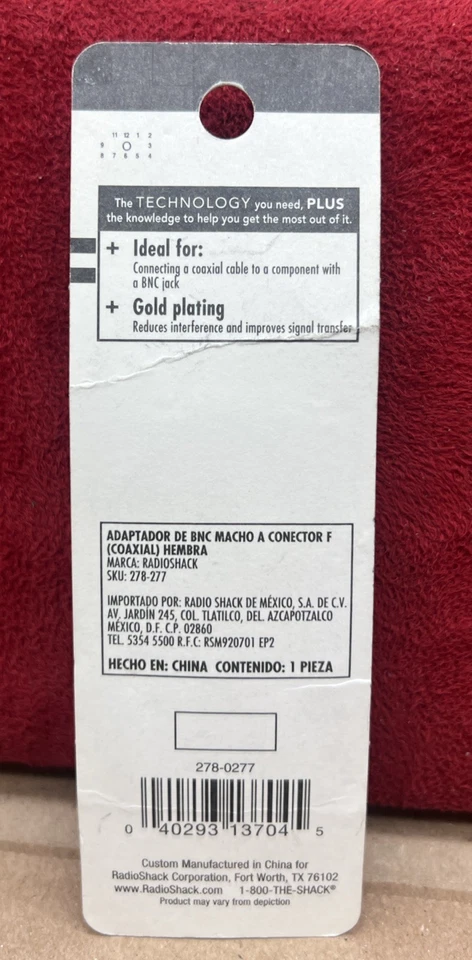 11 12 1 2
9 O 3
8 7 6 5 4
The TECHNOLOGY you need, PLUS
the knowledge to help you get the most out of it.
+ Ideal for:
Connecting a coaxial cable to a component with
a BNC jack
+ Gold plating
Reduces interference and improves signal transfer
ADAPTADOR DE BNC MACHO A CONECTOR F
(COAXIAL) HEMBRA
MARCA: RADIOSHACK
SKU: 278-277
IMPORTADO POR: RADIO SHACK DE MÉXICO, S.A. DE C.V.
AV. JARDÍN 245, COL. TLATILCO, DEL. AZCAPOTZALCO
MÉXICO, D.F. C.P. 02860
TEL. 5354 5500 R.F.C: RSM920701 EP2
HECHO EN: CHINA CONTENIDO: 1 PIEZA
278-0277
0 40293 13704 5
Custom Manufactured in China for
RadioShack Corporation, Fort Worth, TX 76102
www.RadioShack.com 1-800-THE-SHACK®
Product may vary from depiction